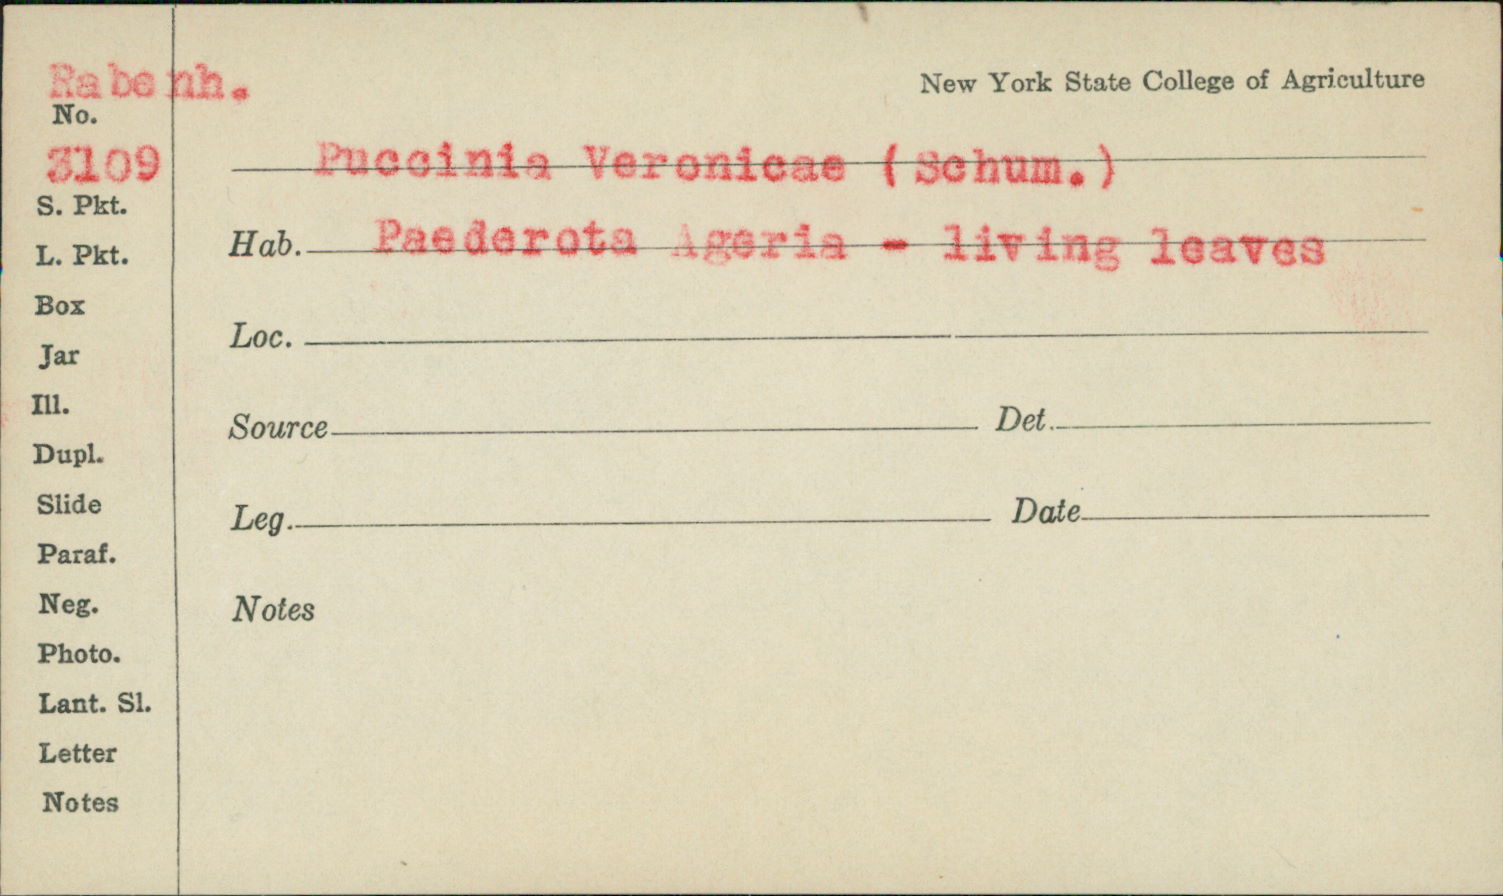 Rabenh.
New York State College of Agriculture
No.
3109
Puccinia Veronicae (Schum.)
S. Pkt.
Hab. Paederota Ageria - living leaves
L. Pkt.
Box
Loc.
Jar
Ill.
Source Det.
Dupl.
Slide
Leg. Date
Paraf.
Neg.
Notes
Photo.
Lant. Sl.
Letter
Notes